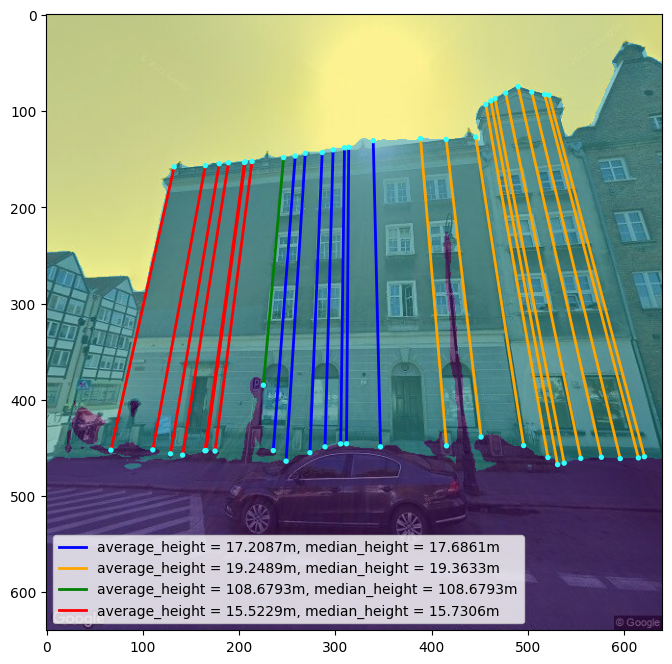 0
100
200
300
400
500
600
average_height = 17.2087m, median_height = 17.6861m
average_height = 19.2489m, median_height = 19.3633m
average_height = 108.6793m, median_height = 108.6793m
average_height = 15.5229m, median_height = 15.7306m
Google
© Google
0 100 200 300 400 500 600